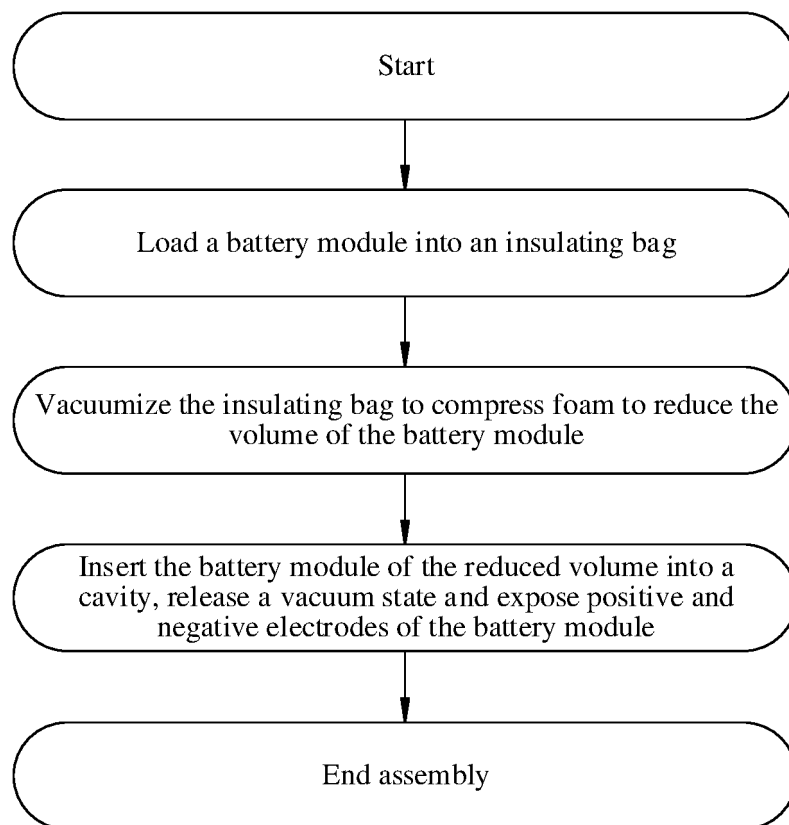 Start
Load a battery module into an insulating bag
Vacuumize the insulating bag to compress foam to reduce the
volume of the battery module
Insert the battery module of the reduced volume into a
cavity, release a vacuum state and expose positive and
negative electrodes of the battery module
End assembly